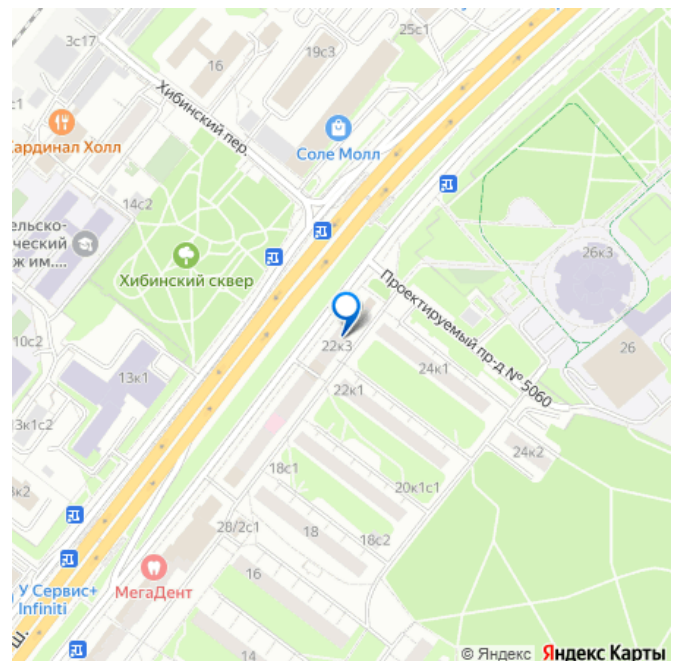 3с17
25с1
19с3
16
с1
Хибинский пер.
Кардинал Холл
Соле Молл
14с2
ельско-
ческий
ж им....
26к3
Хибинский сквер
Проектируемый пр-д № 5060
10с2
22к3
26
24к1
13к1
22к1
3к1с2
24к2
18с1
20к1с1
3к2
28/2с1
18
18с2
16
МегаДент
У Сервис+
Infiniti
Ш.
14
© Яндекс Яндекс Карты